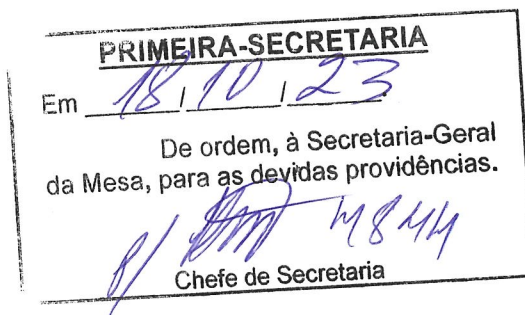 PRIMEIRA-SECRETARIA
Em 18/10/23
De ordem, à Secretaria-Geral
da Mesa, para as devidas providências.
P/
Chefe de Secretaria